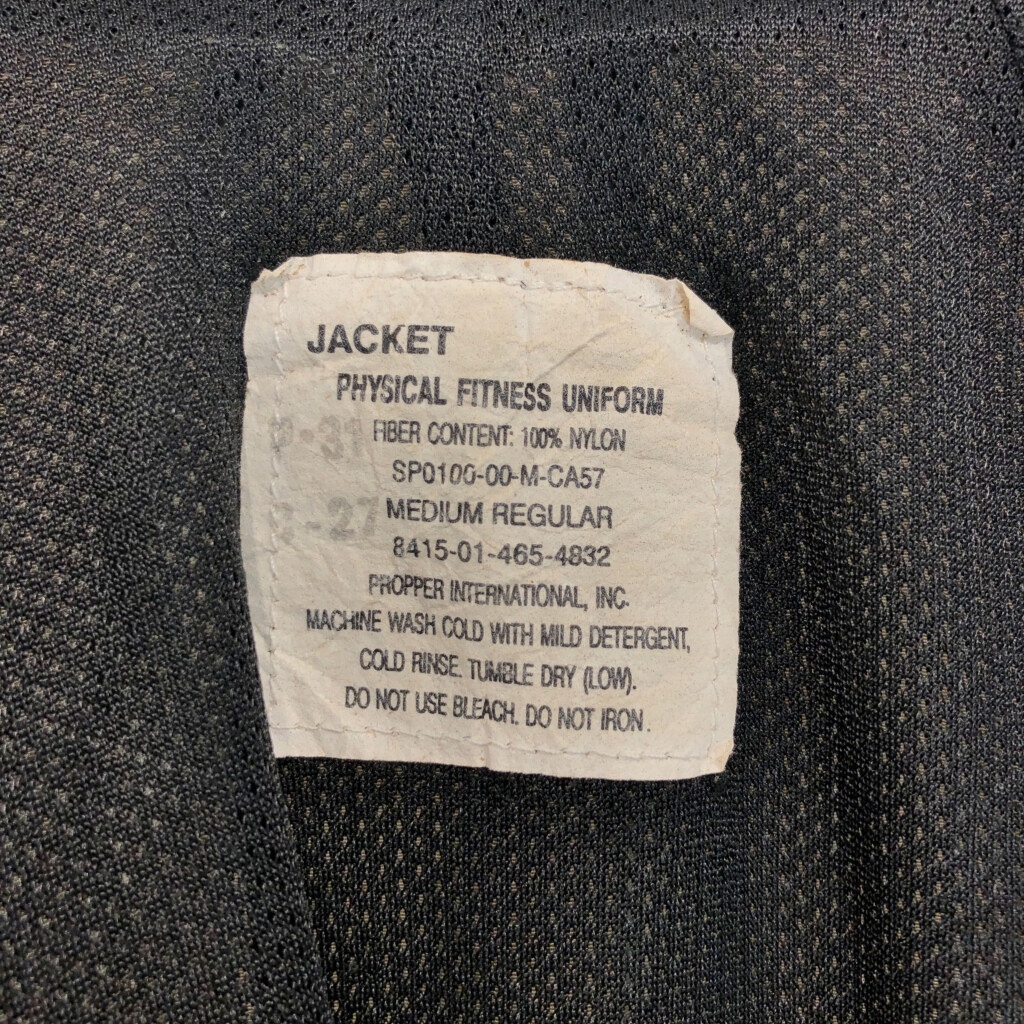 JACKET
PHYSICAL FITNESS UNIFORM
FIBER CONTENT: 100% NYLON
SP0100-00-M-CA57
MEDIUM REGULAR
8415-01-465-4832
PROPPER INTERNATIONAL, INC.
MACHINE WASH COLD WITH MILD DETERGENT,
COLD RINSE. TUMBLE DRY (LOW).
DO NOT USE BLEACH. DO NOT IRON.